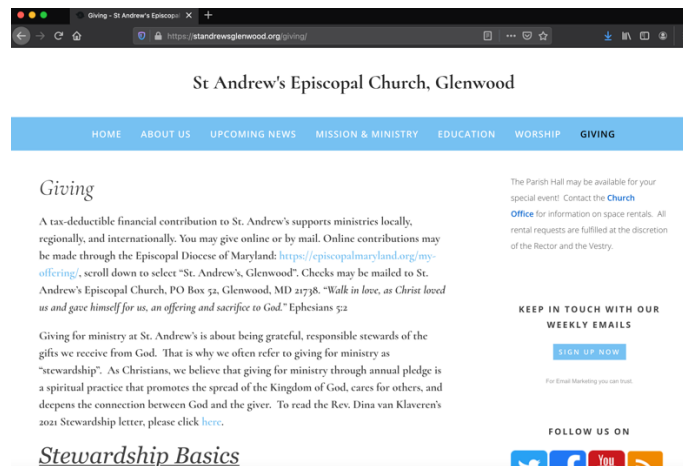 Giving – St Andrew's Episcopal
https://standrewsglenwood.org/giving/
St Andrew's Episcopal Church, Glenwood
HOME ABOUT US UPCOMING NEWS MISSION & MINISTRY EDUCATION WORSHIP GIVING
Giving
A tax-deductible financial contribution to St. Andrew's supports ministries locally,
regionally, and internationally. You may give online or by mail. Online contributions may
be made through the Episcopal Diocese of Maryland: https://episcopalmaryland.org/my-
offering/, scroll down to select “St. Andrew's, Glenwood”. Checks may be mailed to St.
Andrew's Episcopal Church, PO Box 52, Glenwood, MD 21738. “Walk in love, as Christ loved
us and gave himself for us, an offering and sacrifice to God.” Ephesians 5:2
Giving for ministry at St. Andrew's is about being grateful, responsible stewards of the
gifts we receive from God. That is why we often refer to giving for ministry as
“stewardship”. As Christians, we believe that giving for ministry through annual pledge is
a spiritual practice that promotes the spread of the Kingdom of God, cares for others, and
deepens the connection between God and the giver. To read the Rev. Dina van Klaveren's
2021 Stewardship letter, please click here.
Stewardship Basics
The Parish Hall may be available for your
special event! Contact the Church
Office for information on space rentals. All
rental requests are fulfilled at the discretion
of the Rector and the Vestry.
KEEP IN TOUCH WITH OUR
WEEKLY EMAILS
SIGN UP NOW
For Email Marketing you can trust.
FOLLOW US ON
You